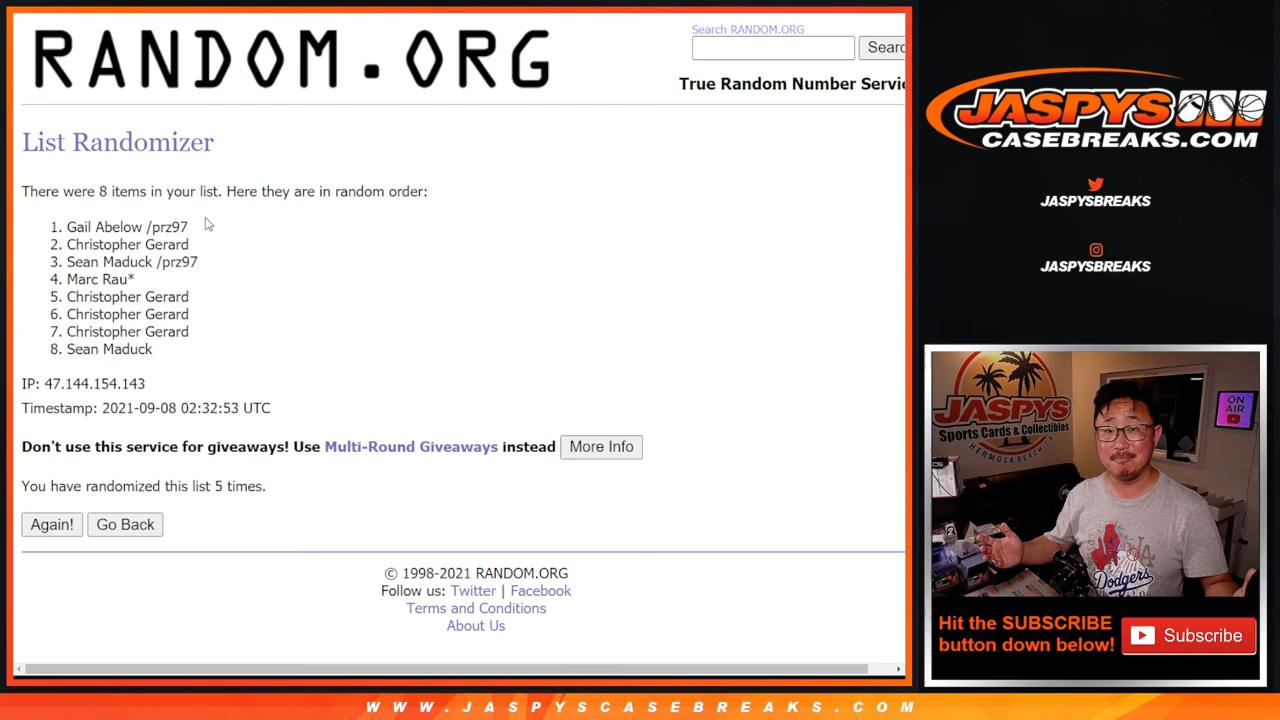 RANDOM.ORG
Search RANDOM.ORG
Searc
True Random Number Servic
List Randomizer
There were 8 items in your list. Here they are in random order:
1. Gail Abelow /prz97
2. Christopher Gerard
3. Sean Maduck /prz97
4. Marc Rau*
5. Christopher Gerard
6. Christopher Gerard
7. Christopher Gerard
8. Sean Maduck
IP: 47.144.154.143
Timestamp: 2021-09-08 02:32:53 UTC
Don't use this service for giveaways! Use Multi-Round Giveaways instead More Info
You have randomized this list 5 times.
Again! Go Back
© 1998-2021 RANDOM.ORG
Follow us: Twitter | Facebook
Terms and Conditions
About Us
JASPYS
CASEBREAKS.COM
JASPYSBREAKS
JASPYSBREAKS
JASPYS
Sports Cards & Collectibles
HERMOSA BEACH, CA
ON
AIR
Dodgers
Hit the SUBSCRIBE
button down below!
Subscribe
WWW.JASPYSCASEBREAKS.COM